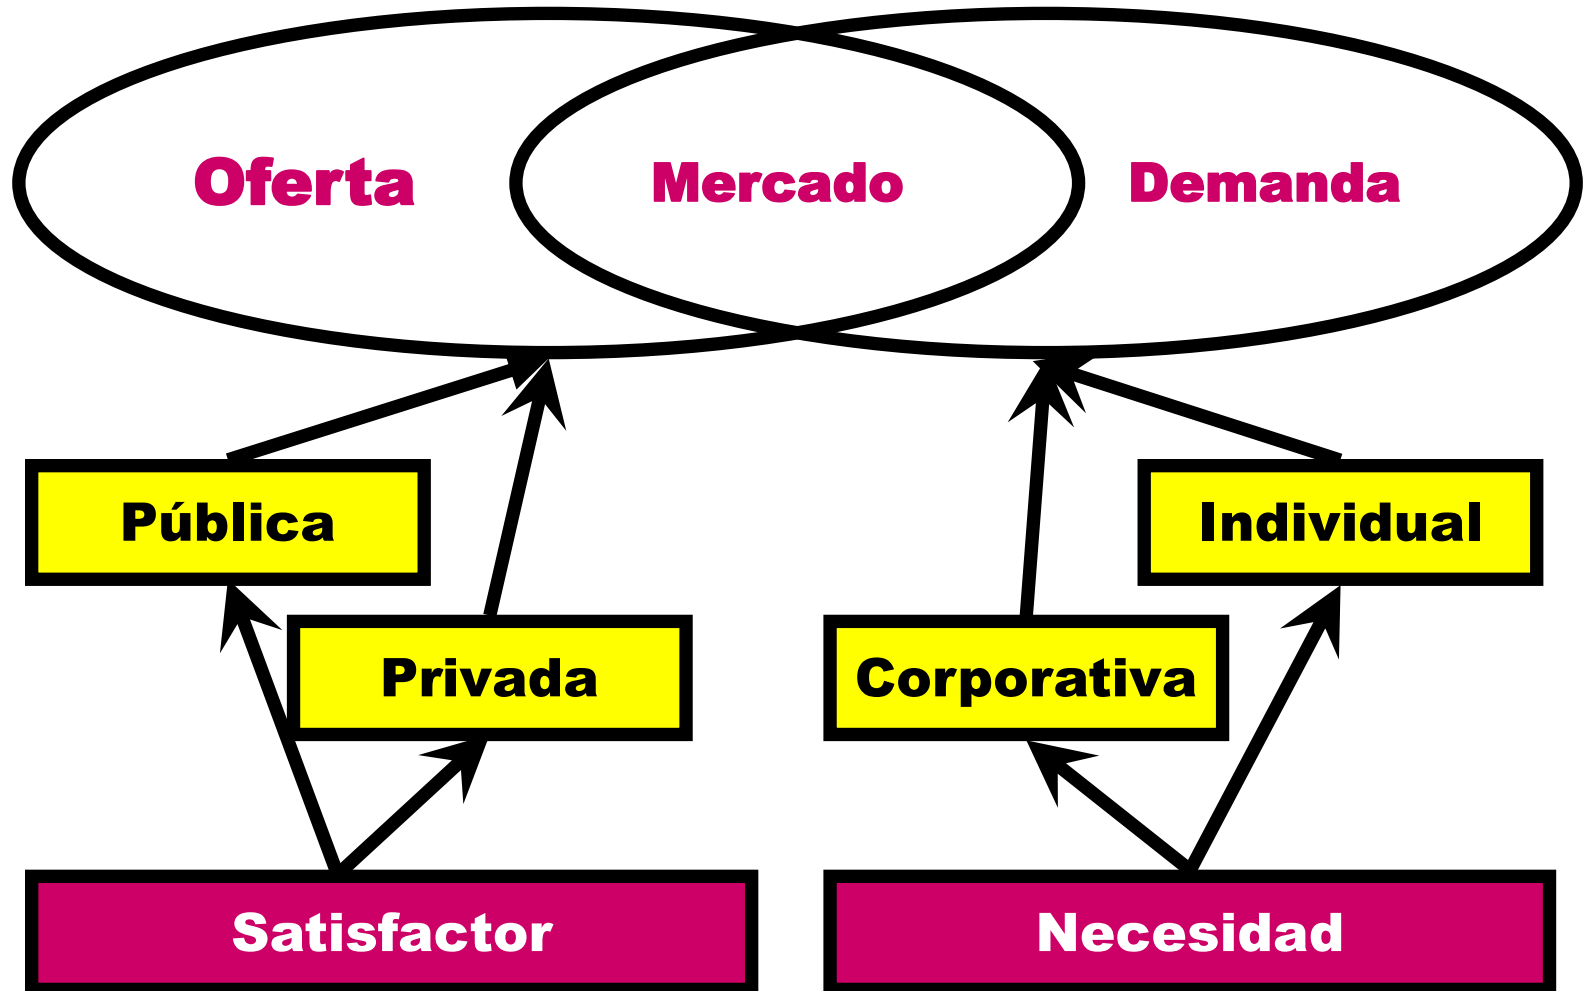 Oferta
Mercado
Demanda
Pública
Individual
Privada
Corporativa
Satisfactor
Necesidad